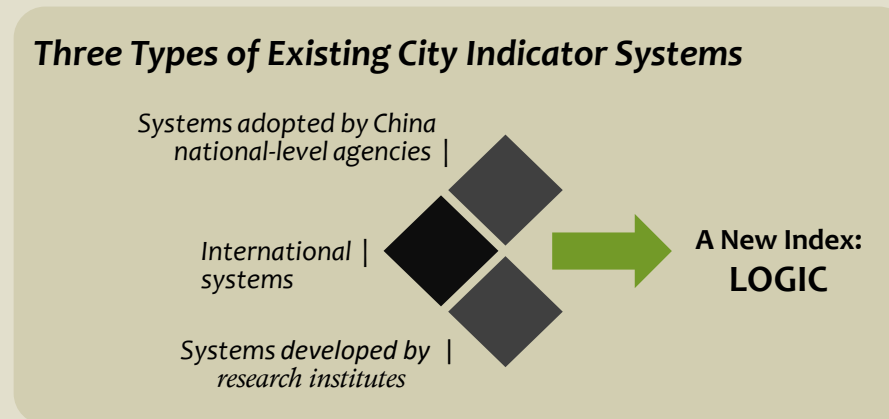 Three Types of Existing City Indicator Systems
Systems adopted by China
national-level agencies |
International |
systems
Systems developed by |
research institutes
A New Index:
LOGIC